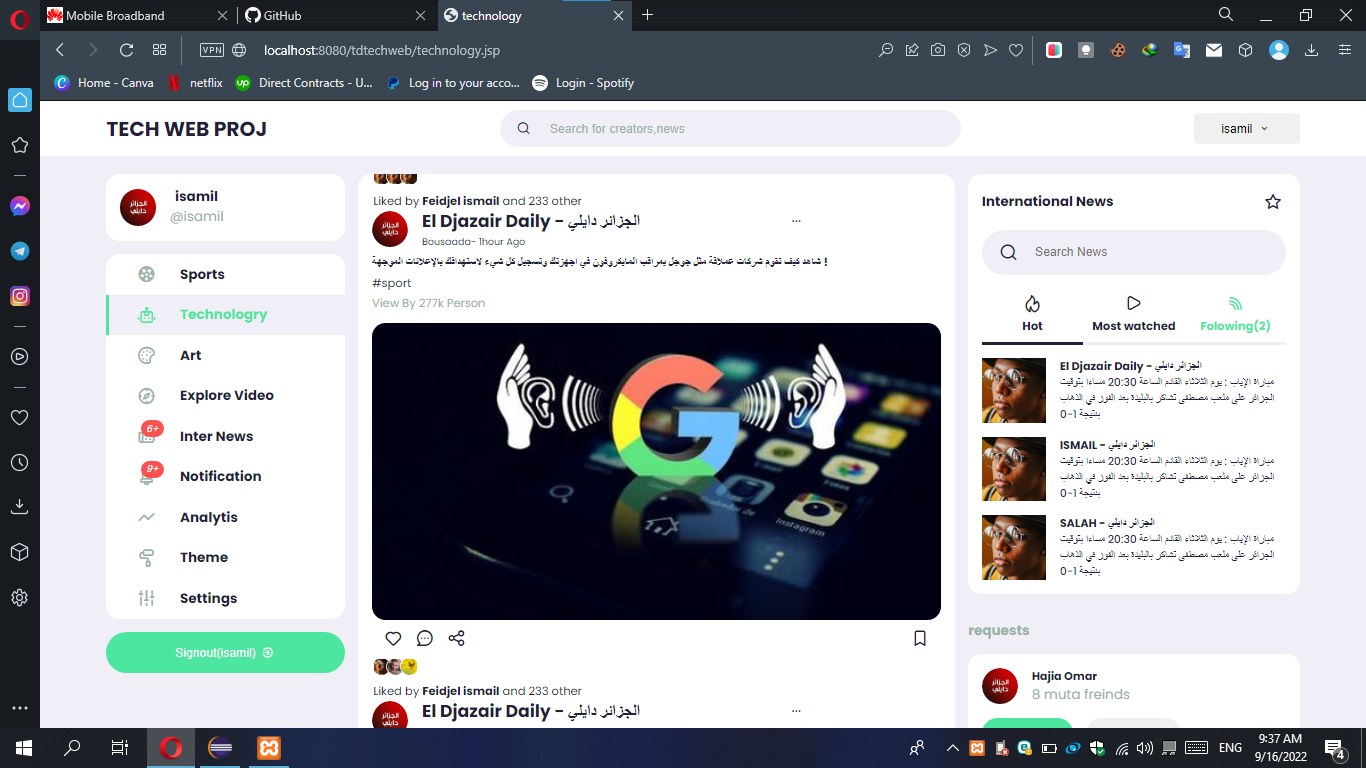 Mobile Broadband
GitHub
technology
VPN
localhost:8080/tdtechweb/technology.jsp
Home - Canva
netflix
up
Direct Contracts - U...
Log in to your acco...
Login - Spotify
TECH WEB PROJ
Search for creators,news
isamil
isamil
@isamil
Sports
Technologry
Art
Explore Video
6+
Inter News
9+
Notification
Analytis
Theme
Settings
Signout(isamil)
Liked by Feidjel ismail and 233 other
El Djazair Daily - الجزائر دايلي
...
Bousaada- 1hour Ago
شاهد كيف تقوم شركات عملاقة مثل جوجل بمراقب المايكروفون في اجهزتك وتسجيل كل شيء لاستهدافك بالإعلانات الموجهة !
#sport
View By 277k Person
Fotos
Instagram
Liked by Feidjel ismail and 233 other
El Djazair Daily - الجزائر دايلي
...
International News
Search News
Hot
Most watched
Folowing(2)
El Djazair Daily - الجزائر دايلي
مباراة الإياب : يوم الثلاثاء القادم الساعة 20:30 مساءا بتوقيت
الجزائر على ملعب مصطفى تشاكر بالبليدة بعد الفوز في الذهاب
بنتيجة 1-0
ISMAIL - الجزائر دايلي
مباراة الإياب : يوم الثلاثاء القادم الساعة 20:30 مساءا بتوقيت
الجزائر على ملعب مصطفى تشاكر بالبليدة بعد الفوز في الذهاب
بنتيجة 1-0
SALAH - الجزائر دايلي
مباراة الإياب : يوم الثلاثاء القادم الساعة 20:30 مساءا بتوقيت
الجزائر على ملعب مصطفى تشاكر بالبليدة بعد الفوز في الذهاب
بنتيجة 1-0
requests
الجزائر
دايلي
Hajia Omar
8 muta freinds
ENG
9:37 AM
9/16/2022
4